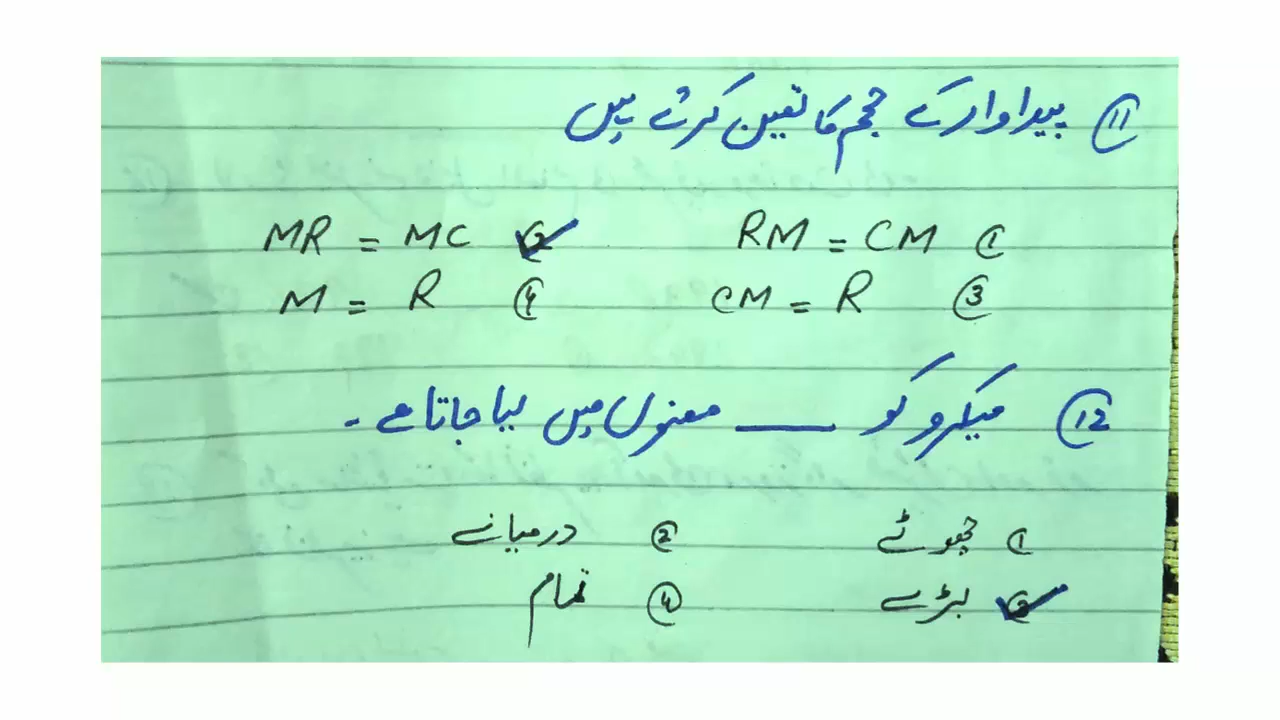 (11 پیداوار کے حجم کا تعین کرتے ہیں
(1 RM = CM (2 MR = MC
(3 CM = R (4 M = R
(12 میکرو کو ____ معنوں میں لیا جاتا ہے۔
(1 چھوٹے (2 درمیانے
(3 بڑے (4 تمام